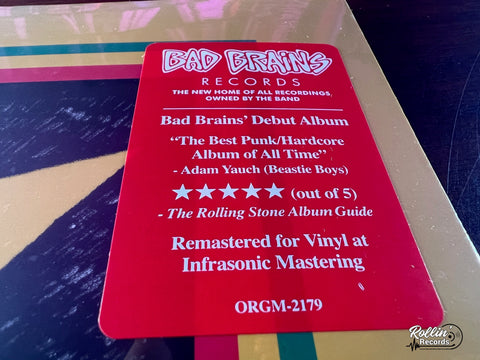 BAD BRAINS
RECORDS
THE NEW HOME OF ALL RECORDINGS,
OWNED BY THE BAND
Bad Brains' Debut Album
"The Best Punk/Hardcore
Album of All Time"
- Adam Yauch (Beastie Boys)
★★★★★ (out of 5)
- The Rolling Stone Album Guide
Remastered for Vinyl at
Infrasonic Mastering
ORGM-2179
Rollin'
Records